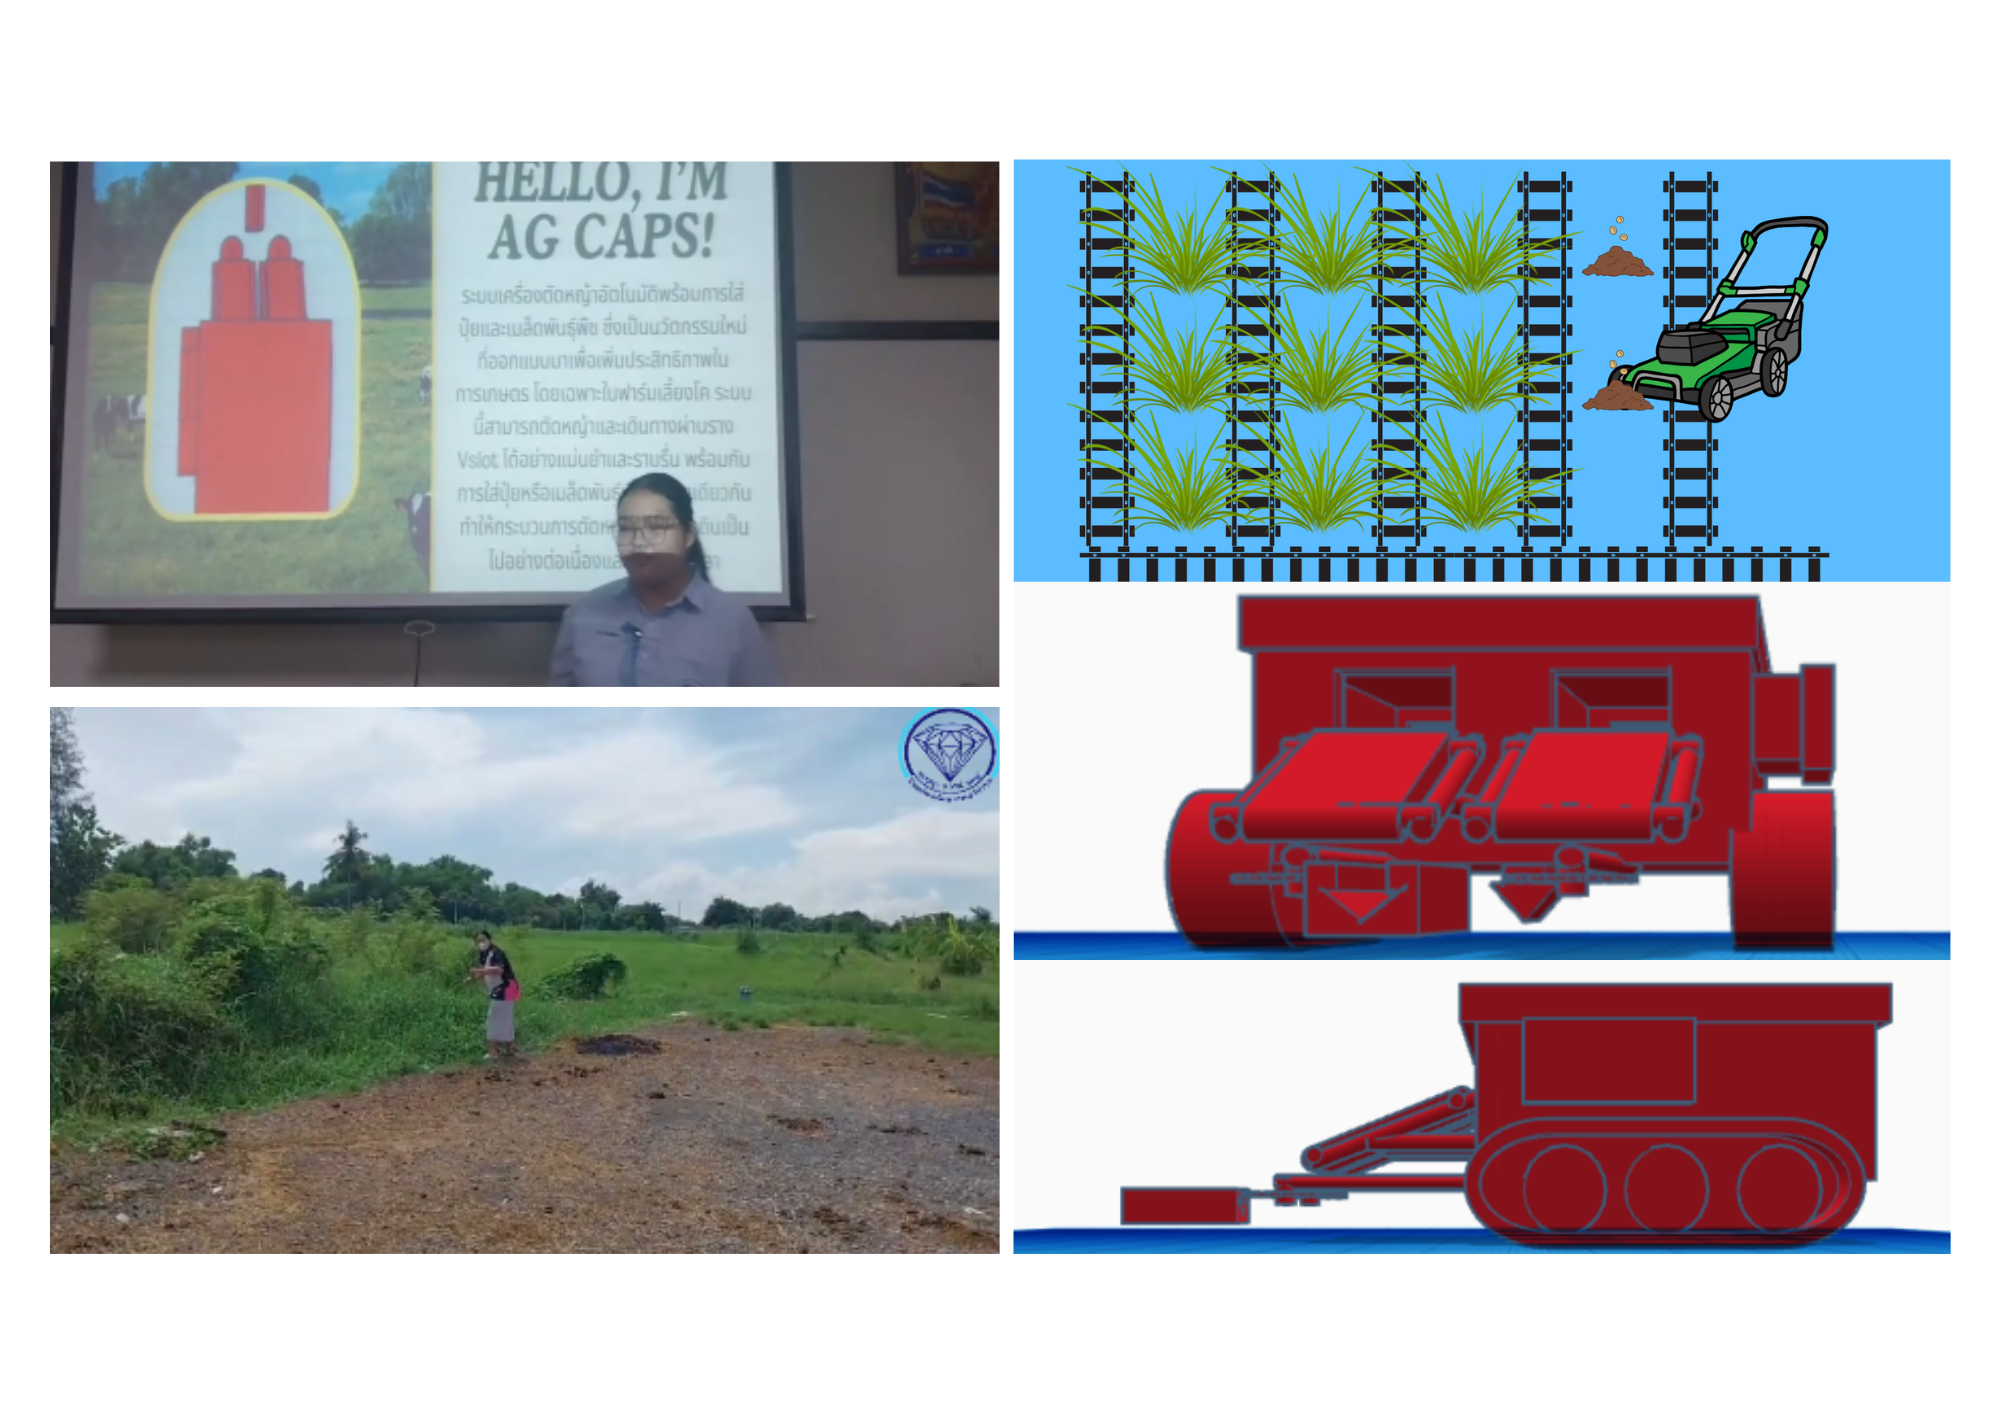 HELLO, I'M
AG CAPS!
ระบบเครื่องตัดหญ้าอัตโนมัติพร้อมการใส่
ปุ๋ยและเมล็ดพันธุ์พืช ซึ่งเป็นนวัตกรรมใหม่
ที่ออกแบบมาเพื่อเพิ่มประสิทธิภาพใน
การเกษตร โดยเฉพาะในฟาร์มเลี้ยงโค ระบบ
นี้สามารถตัดหญ้าและเดินทางผ่านราง
Vslot ได้อย่างแม่นยำและราบรื่น พร้อมกับ
การใส่ปุ๋ยหรือเมล็ดพันธุ์ เดียวกัน
ทำให้กระบวนการตัด ดินเป็น
ไปอย่างต่อเนื่อง